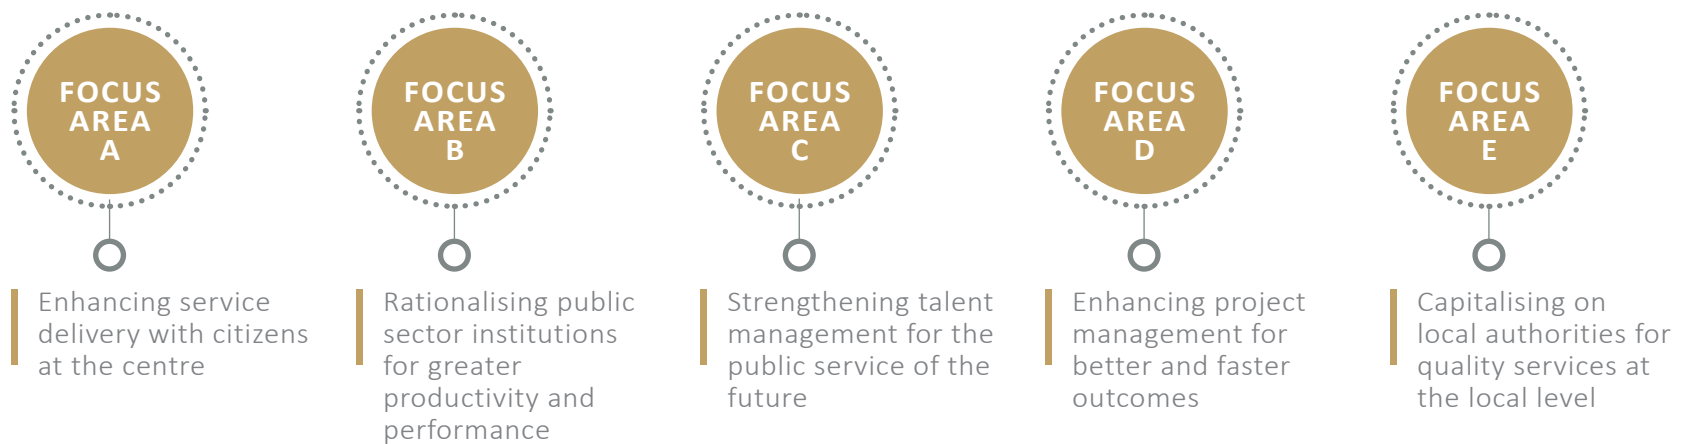 FOCUS
AREA
A
Enhancing service
delivery with citizens
at the centre
FOCUS
AREA
B
Rationalising public
sector institutions
for greater
productivity and
performance
FOCUS
AREA
C
Strengthening talent
management for the
public service of the
future
FOCUS
AREA
D
Enhancing project
management for
better and faster
outcomes
FOCUS
AREA
E
Capitalising on
local authorities for
quality services at
the local level